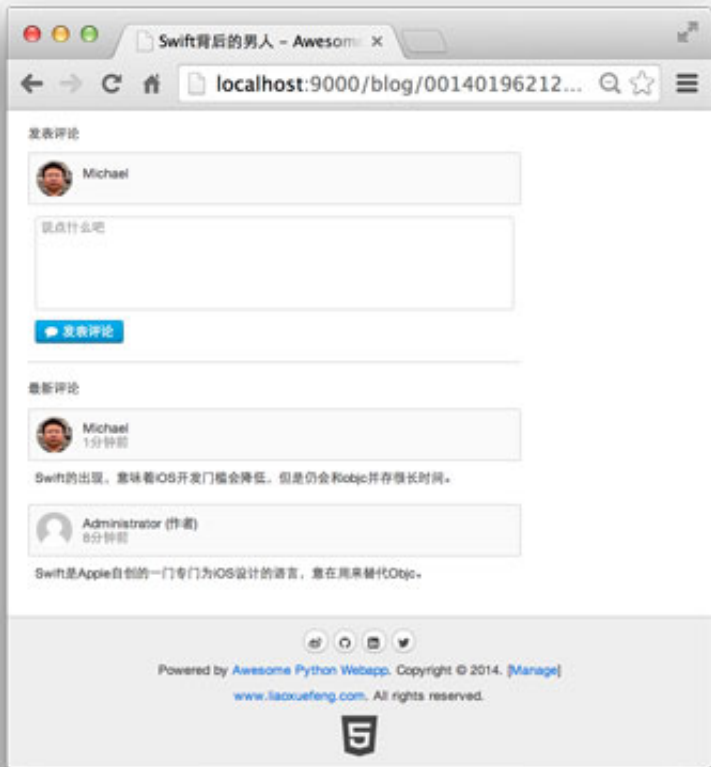 Swift背后的男人 – Awesom
localhost:9000/blog/00140196212...
发表评论
Michael
说点什么吧
发表评论
最新评论
Michael
1分钟前
Swift的出现，意味着iOS开发门槛会降低，但是仍会和objc并存很长时间。
Administrator (作者)
8分钟前
Swift是Apple自创的一门专门为iOS设计的语言，意在用来替代Objc。
Powered by Awesome Python Webapp. Copyright © 2014. [Manage]
www.liaoxuefeng.com. All rights reserved.
5